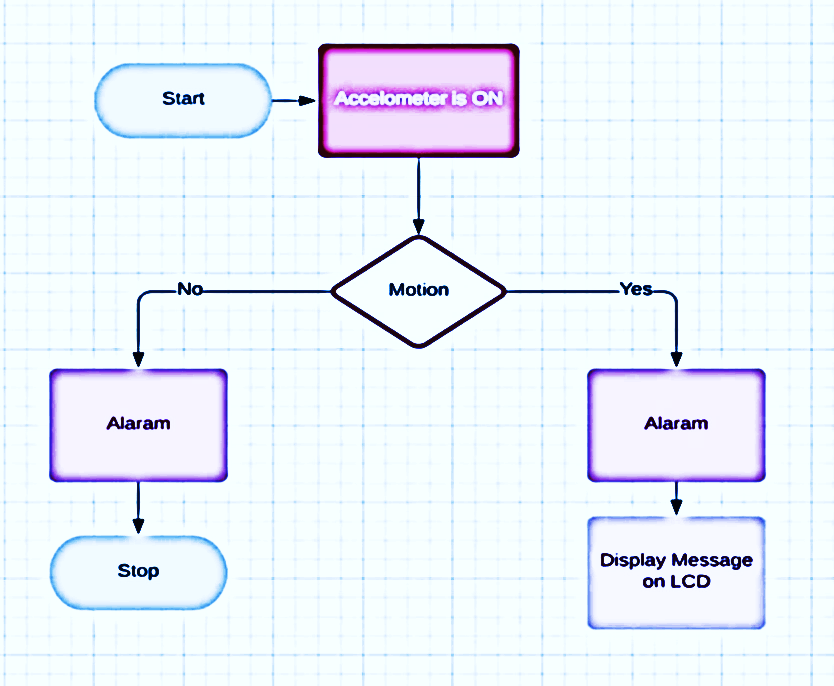 Start
Accelometer is ON
Motion
No
Yes
Alaram
Alaram
Stop
Display Message
on LCD